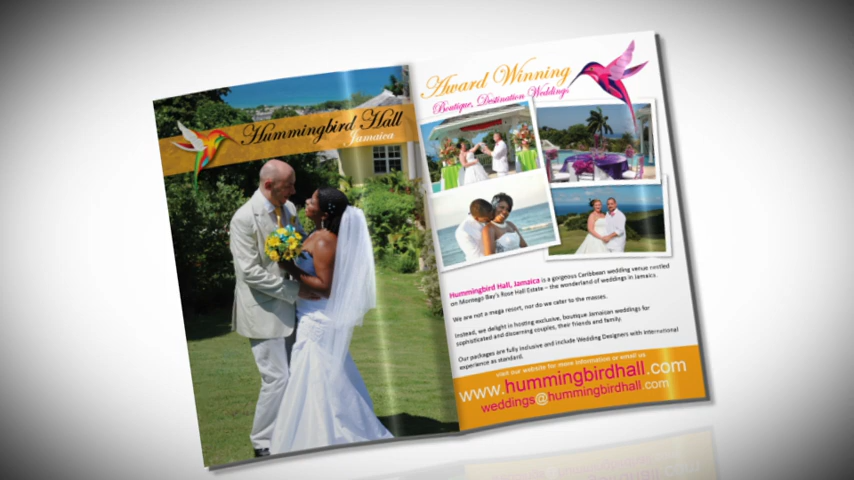 Hummingbird Hall
Jamaica
Award Winning
Boutique, Destination Weddings
Hummingbird Hall, Jamaica is a gorgeous Caribbean wedding venue nestled
on Montego Bay's Rose Hall Estate – the wonderland of weddings in Jamaica.
We are not a mega resort, nor do we cater to the masses.
Instead, we delight in hosting exclusive, boutique Jamaican weddings for
sophisticated and discerning couples, their friends and family.
Our packages are fully inclusive and include Wedding Designers with International
experience as standard.
visit our website for more information or email us
www.hummingbirdhall.com
weddings@hummingbirdhall.com